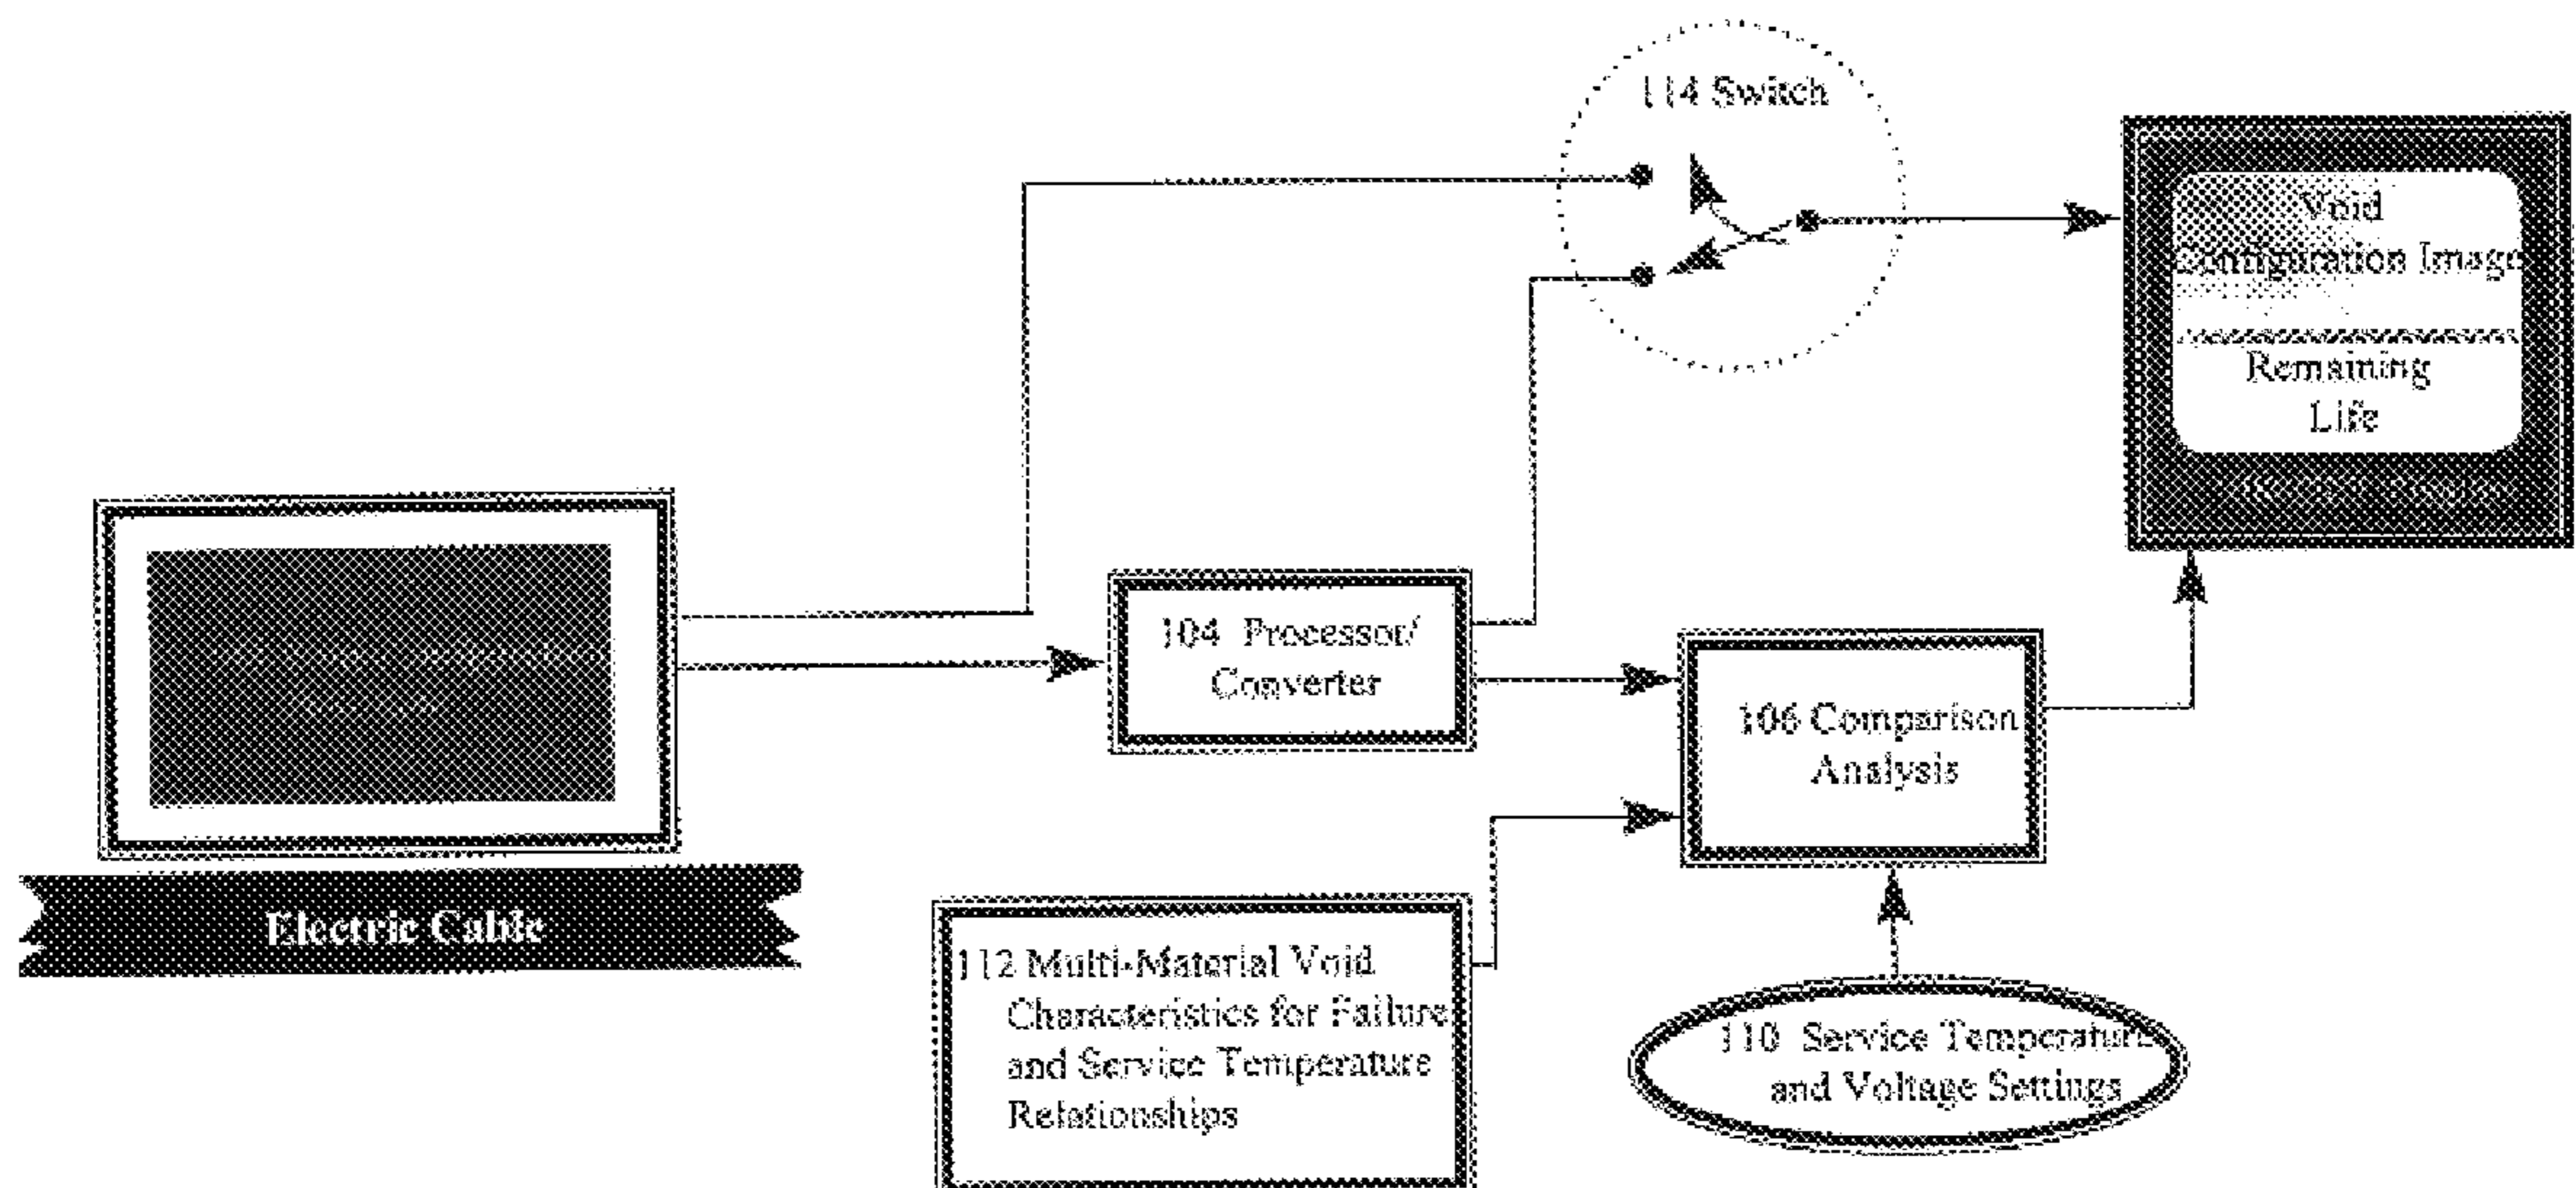 114 Switch
Void
Configuration Image
Remaining
Life
104 Processor/
Converter
106 Comparison
Analysis
Electric Cable
112 Multi-Material Void
Characteristics for Failure
and Service Temperature
Relationships
110 Service Temperature
and Voltage Settings